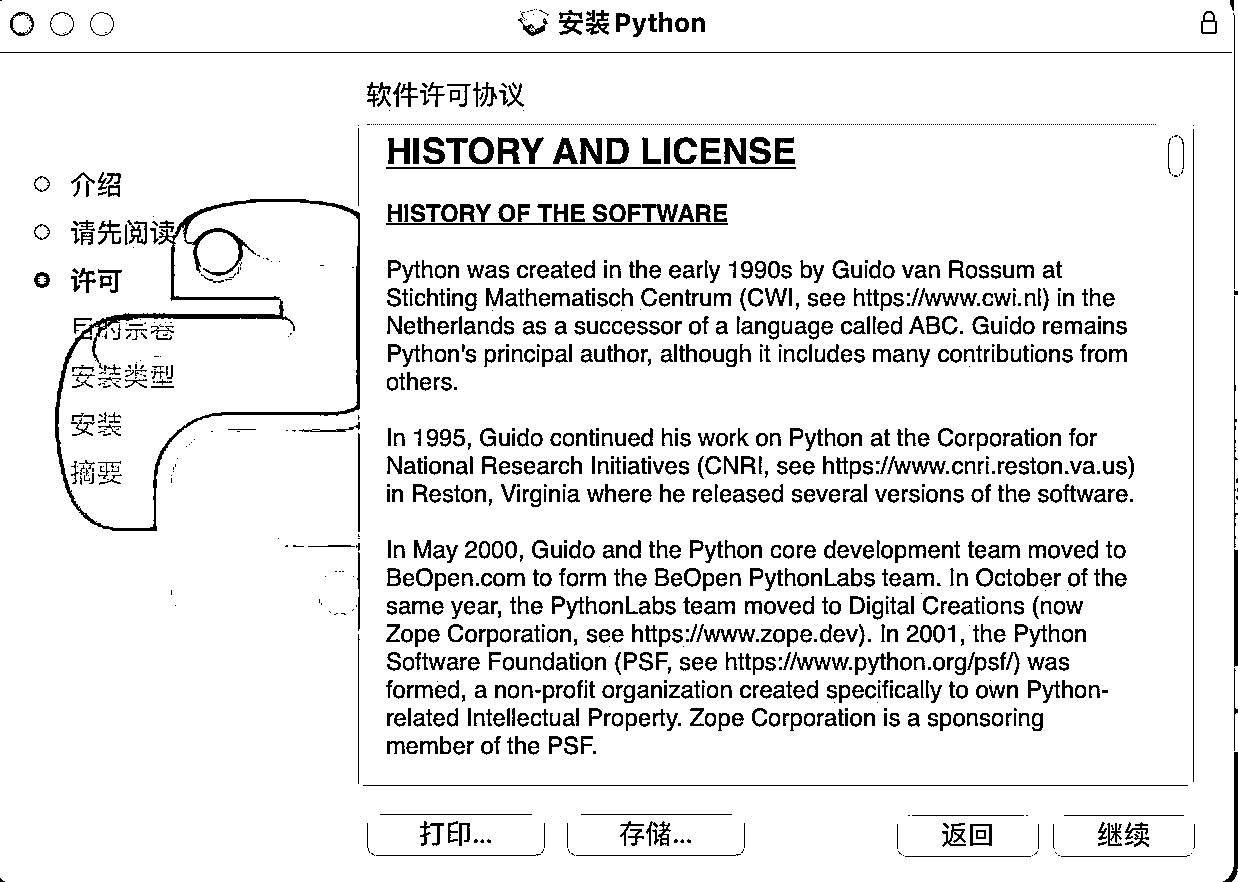 安装Python
软件许可协议
介绍
请先阅读
许可
目的宗卷
安装类型
安装
摘要
HISTORY AND LICENSE
HISTORY OF THE SOFTWARE
Python was created in the early 1990s by Guido van Rossum at
Stichting Mathematisch Centrum (CWI, see https://www.cwi.nl) in the
Netherlands as a successor of a language called ABC. Guido remains
Python's principal author, although it includes many contributions from
others.
In 1995, Guido continued his work on Python at the Corporation for
National Research Initiatives (CNRI, see https://www.cnri.reston.va.us)
in Reston, Virginia where he released several versions of the software.
In May 2000, Guido and the Python core development team moved to
BeOpen.com to form the BeOpen PythonLabs team. In October of the
same year, the PythonLabs team moved to Digital Creations (now
Zope Corporation, see https://www.zope.dev). In 2001, the Python
Software Foundation (PSF, see https://www.python.org/psf/) was
formed, a non-profit organization created specifically to own Python-
related Intellectual Property. Zope Corporation is a sponsoring
member of the PSF.
打印...
存储...
返回
继续